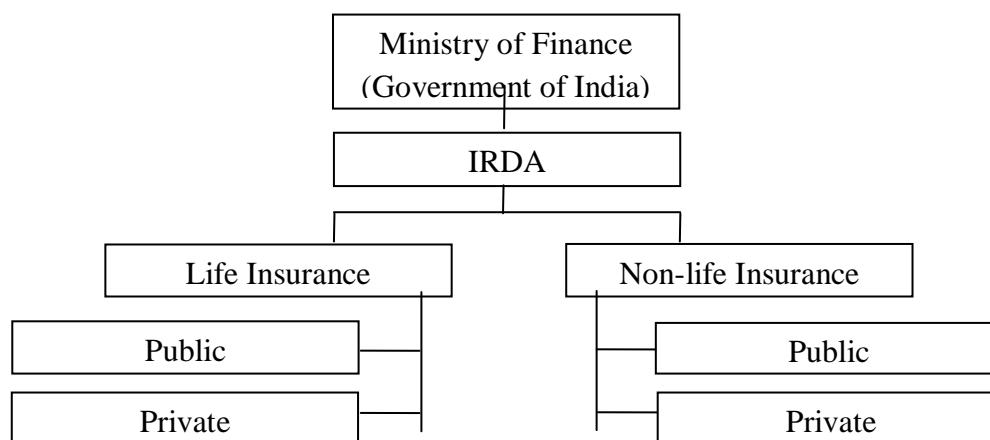 Ministry of Finance
(Government of India)
IRDA
Life Insurance
Non-life Insurance
Public
Public
Private
Private